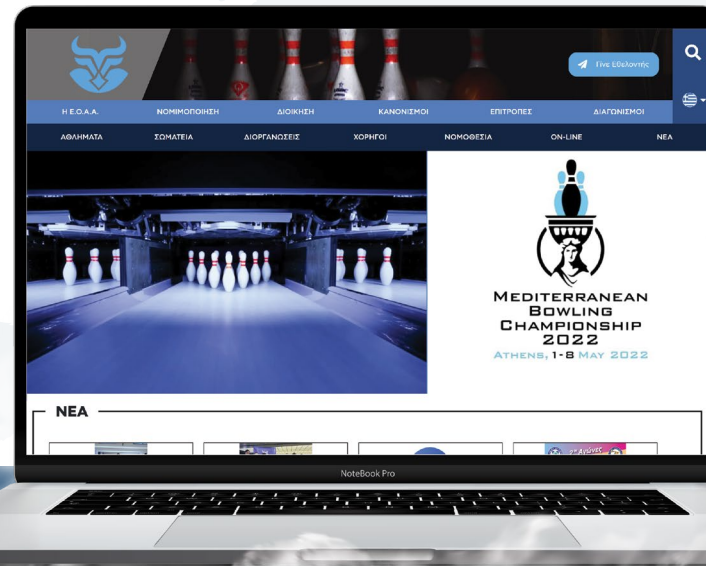 Γίνε Εθελοντής
Η Ε.Ο.Α.Α.
ΝΟΜΙΜΟΠΟΙΗΣΗ
ΔΙΟΙΚΗΣΗ
ΚΑΝΟΝΙΣΜΟΙ
ΕΠΙΤΡΟΠΕΣ
ΔΙΑΓΩΝΙΣΜΟΙ
ΑΘΛΗΜΑΤΑ
ΣΩΜΑΤΕΙΑ
ΔΙΟΡΓΑΝΩΣΕΙΣ
ΧΟΡΗΓΟΙ
ΝΟΜΟΘΕΣΙΑ
ON-LINE
ΝΕΑ
MEDITERRANEAN
BOWLING
CHAMPIONSHIP
2022
ATHENS, 1-8 MAY 2022
ΝΕΑ
NoteBook Pro